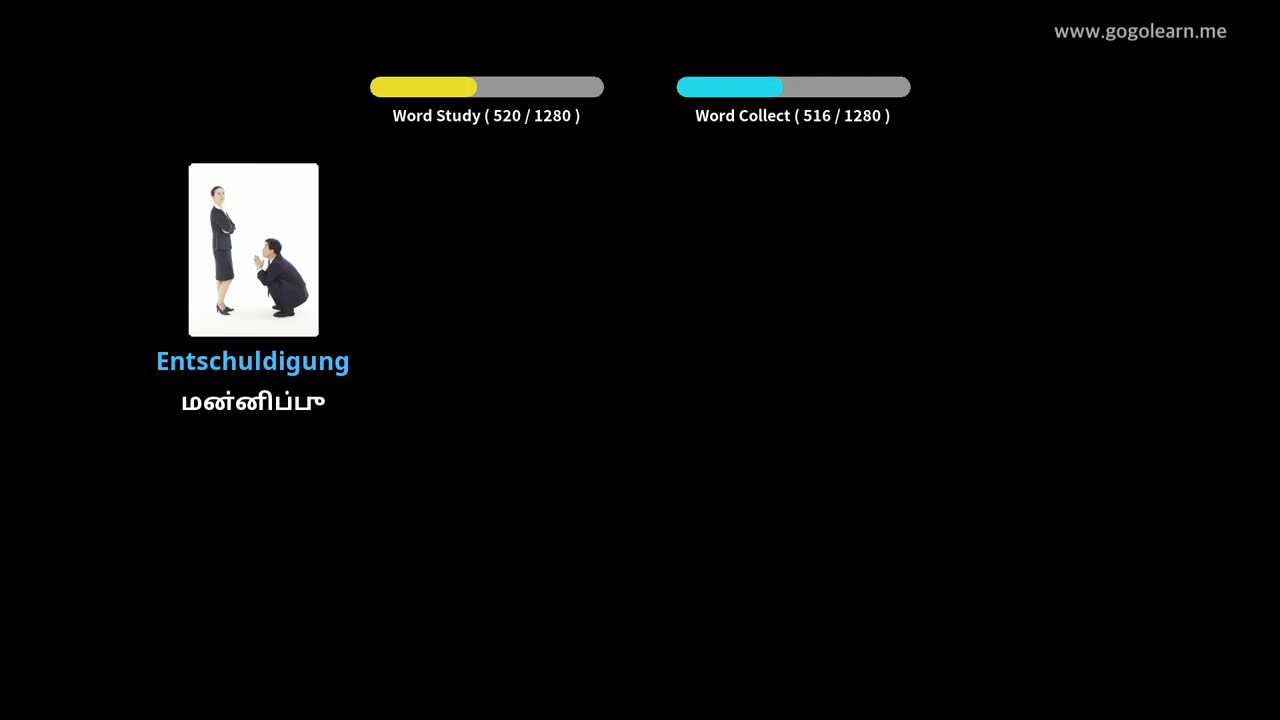 www.gogolearn.me
Word Study ( 520 / 1280 )
Word Collect ( 516 / 1280 )
Entschuldigung
மன்னிப்பு